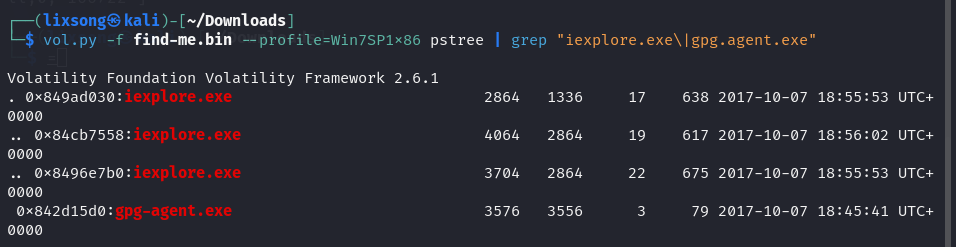 ┌──(lixsong㉿kali)-[~/Downloads]
└─$ vol.py -f find-me.bin --profile=Win7SP1×86 pstree | grep "iexplore.exe\|gpg.agent.exe"
Volatility Foundation Volatility Framework 2.6.1
. 0×849ad030:iexplore.exe 2864 1336 17 638 2017-10-07 18:55:53 UTC+
0000
.. 0×84cb7558:iexplore.exe 4064 2864 19 617 2017-10-07 18:56:02 UTC+
0000
.. 0×8496e7b0:iexplore.exe 3704 2864 22 675 2017-10-07 18:55:53 UTC+
0000
0×842d15d0:gpg-agent.exe 3576 3556 3 79 2017-10-07 18:45:41 UTC+
0000